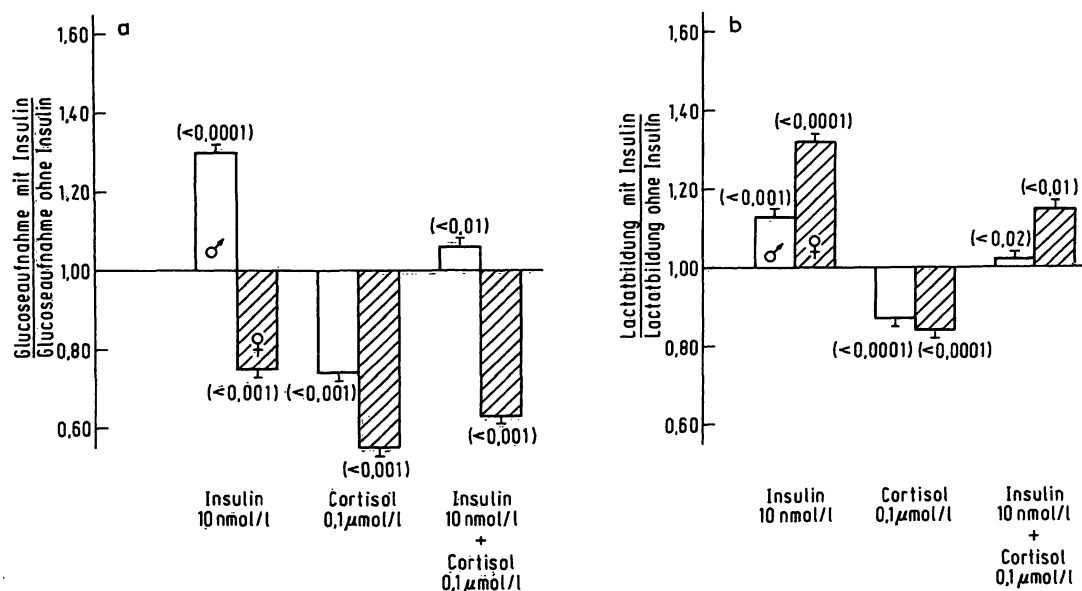 a
Glucoseaufnahme mit Insulin
Glucoseaufnahme ohne Insulin
1,60
1,40
1,20
1,00
0,80
0,60
(<0,0001)
♂
♀
(<0,001)
(<0,001)
(<0,001)
(<0,01)
(<0,001)
Insulin
10 nmol/l
Cortisol
0,1 μmol/l
Insulin
10 nmol/l
+
Cortisol
0,1 μmol/l
b
Lactatbildung mit Insulin
Lactatbildung ohne Insulin
1,60
1,40
1,20
1,00
0,80
0,60
(<0,001)
(<0,0001)
♂
♀
(<0,0001)
(<0,0001)
(<0,02)
(<0,01)
Insulin
10 nmol/l
Cortisol
0,1 μmol/l
Insulin
10 nmol/l
+
Cortisol
0,1 μmol/l